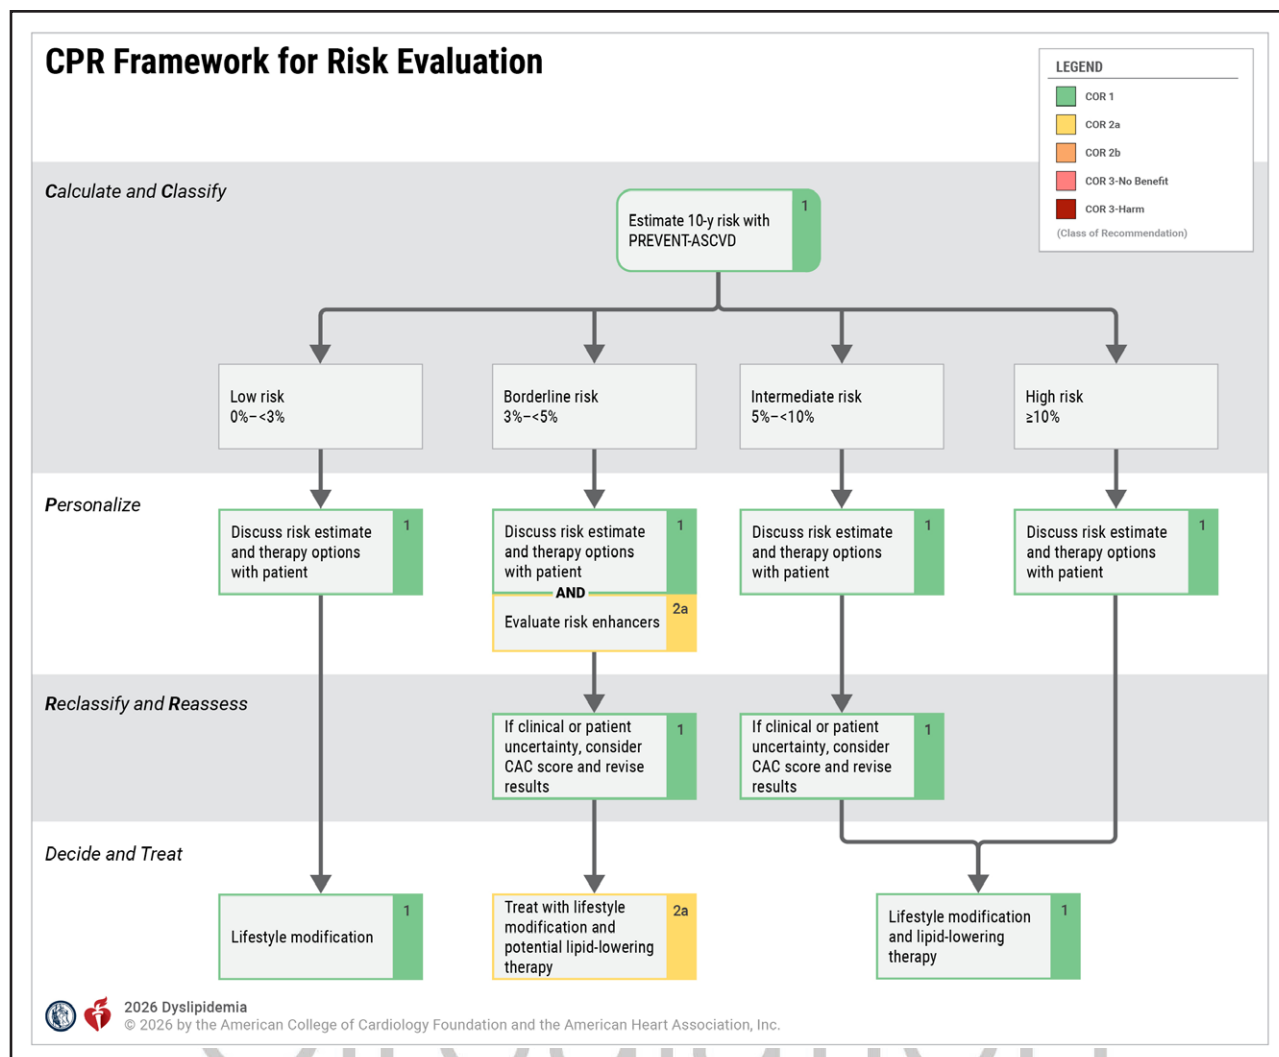 CPR Framework for Risk Evaluation
LEGEND
COR 1
COR 2a
COR 2b
COR 3-No Benefit
COR 3-Harm
(Class of Recommendation)
Calculate and Classify
Estimate 10-y risk with
PREVENT-ASCVD
1
Low risk
0%–<3%
Borderline risk
3%–<5%
Intermediate risk
5%–<10%
High risk
≥10%
Personalize
Discuss risk estimate
and therapy options
with patient
1
Discuss risk estimate
and therapy options
with patient
1
AND
Evaluate risk enhancers
2a
Discuss risk estimate
and therapy options
with patient
1
Discuss risk estimate
and therapy options
with patient
1
Reclassify and Reassess
If clinical or patient
uncertainty, consider
CAC score and revise
results
1
If clinical or patient
uncertainty, consider
CAC score and revise
results
1
Decide and Treat
Lifestyle modification
1
Treat with lifestyle
modification and
potential lipid-lowering
therapy
2a
Lifestyle modification
and lipid-lowering
therapy
1
2026 Dyslipidemia
© 2026 by the American College of Cardiology Foundation and the American Heart Association, Inc.